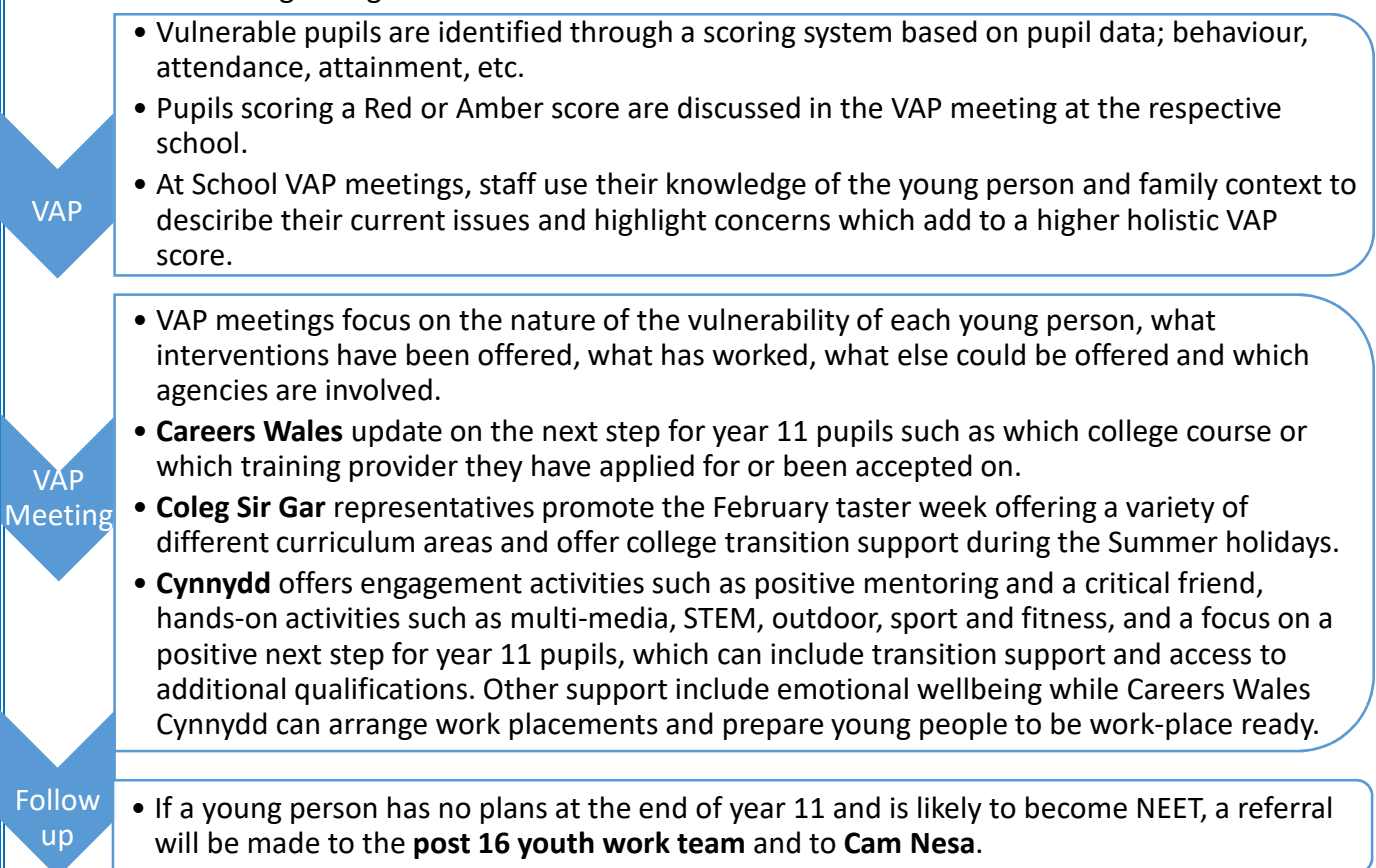 • Vulnerable pupils are identified through a scoring system based on pupil data; behaviour,
attendance, attainment, etc.
• Pupils scoring a Red or Amber score are discussed in the VAP meeting at the respective
school.
• At School VAP meetings, staff use their knowledge of the young person and family context to
desciribe their current issues and highlight concerns which add to a higher holistic VAP
score.
VAP
• VAP meetings focus on the nature of the vulnerability of each young person, what
interventions have been offered, what has worked, what else could be offered and which
agencies are involved.
• Careers Wales update on the next step for year 11 pupils such as which college course or
which training provider they have applied for or been accepted on.
• Coleg Sir Gar representatives promote the February taster week offering a variety of
different curriculum areas and offer college transition support during the Summer holidays.
• Cynnydd offers engagement activities such as positive mentoring and a critical friend,
hands-on activities such as multi-media, STEM, outdoor, sport and fitness, and a focus on a
positive next step for year 11 pupils, which can include transition support and access to
additional qualifications. Other support include emotional wellbeing while Careers Wales
Cynnydd can arrange work placements and prepare young people to be work-place ready.
VAP
Meeting
• If a young person has no plans at the end of year 11 and is likely to become NEET, a referral
will be made to the post 16 youth work team and to Cam Nesa.
Follow
up